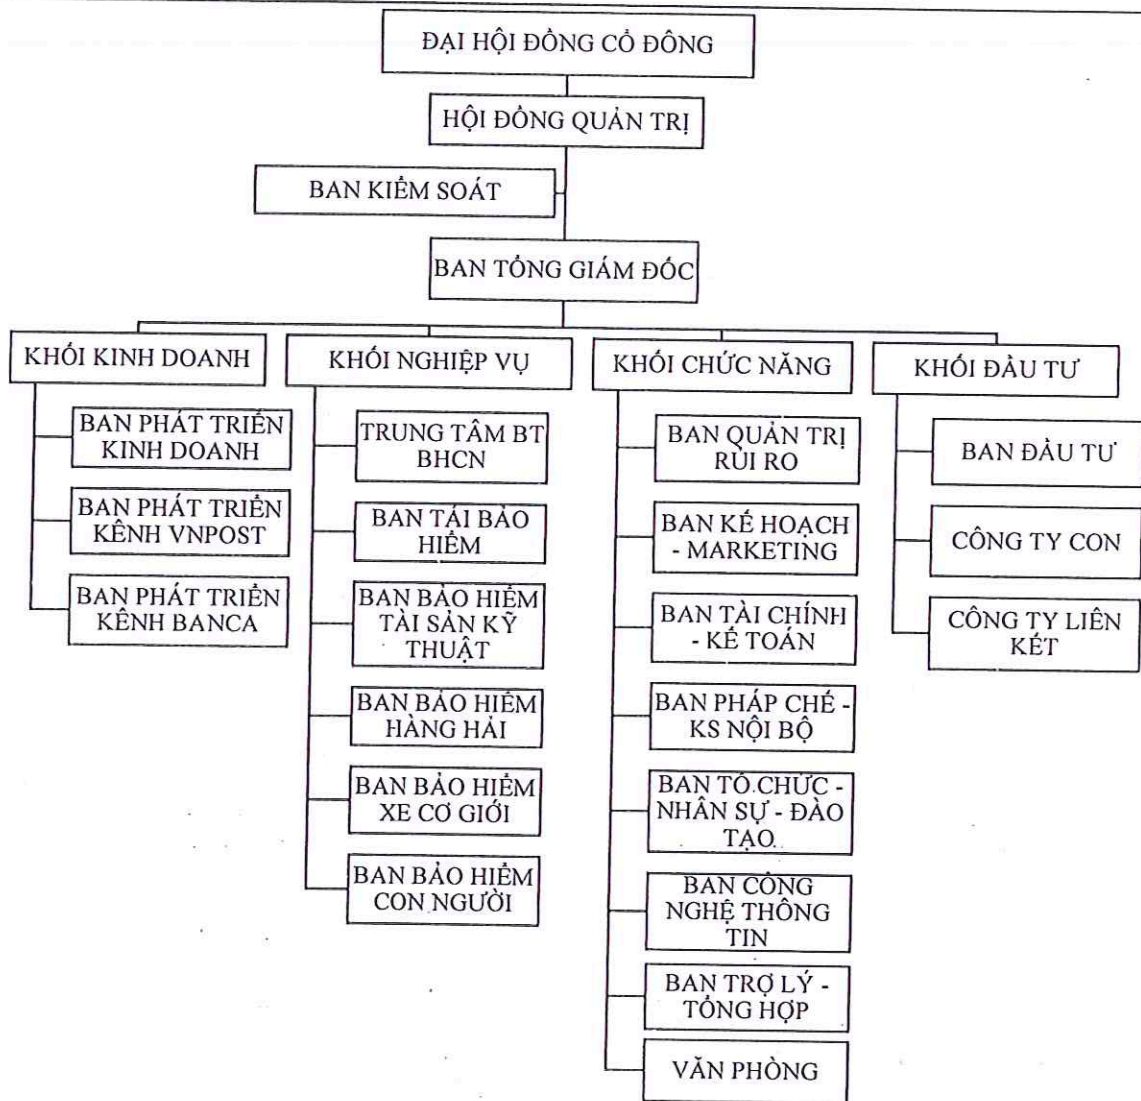 ĐẠI HỘI ĐỒNG CỔ ĐÔNG
HỘI ĐỒNG QUẢN TRỊ
BAN KIỂM SOÁT
BAN TỔNG GIÁM ĐỐC
KHỐI KINH DOANH
BAN PHÁT TRIỂN
KINH DOANH
BAN PHÁT TRIỂN
KÊNH VNPOST
BAN PHÁT TRIỂN
KÊNH BANCA
KHỐI NGHIỆP VỤ
TRUNG TÂM BT
BHCN
BAN TÁI BẢO
HIỂM
BAN BẢO HIỂM
TÀI SẢN KỸ
THUẬT
BAN BẢO HIỂM
HÀNG HẢI
BAN BẢO HIỂM
XE CƠ GIỚI
BAN BẢO HIỂM
CON NGƯỜI
KHỐI CHỨC NĂNG
BAN QUẢN TRỊ
RỦI RO
BAN KẾ HOẠCH
- MARKETING
BAN TÀI CHÍNH
- KẾ TOÁN
BAN PHÁP CHẾ -
KS NỘI BỘ
BAN TỔ CHỨC -
NHÂN SỰ - ĐÀO
TẠO
BAN CÔNG
NGHỆ THÔNG
TIN
BAN TRỢ LÝ -
TỔNG HỢP
VĂN PHÒNG
KHỐI ĐẦU TƯ
BAN ĐẦU TƯ
CÔNG TY CON
CÔNG TY LIÊN
KẾT